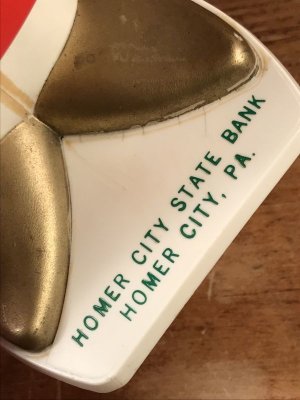 HOMER CITY STATE BANK
HOMER CITY, PA.